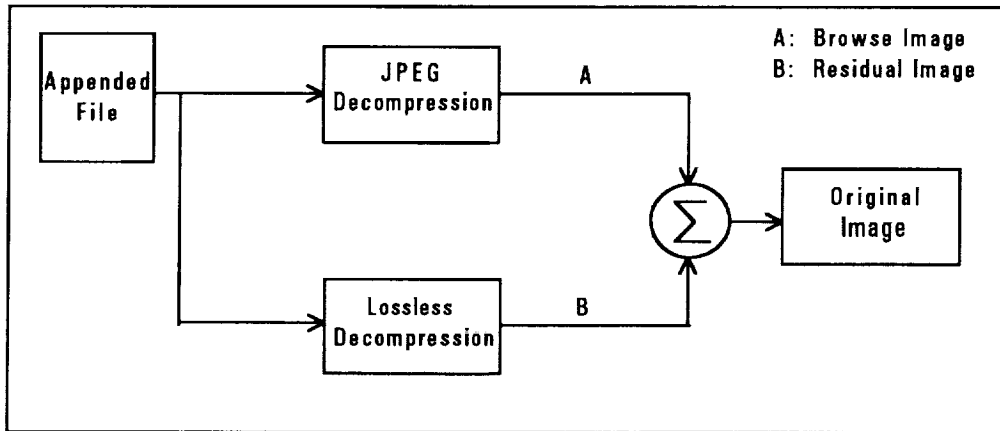 Appended
File
JPEG
Decompression
A
A: Browse Image
B: Residual Image
Σ
Original
Image
Lossless
Decompression
B